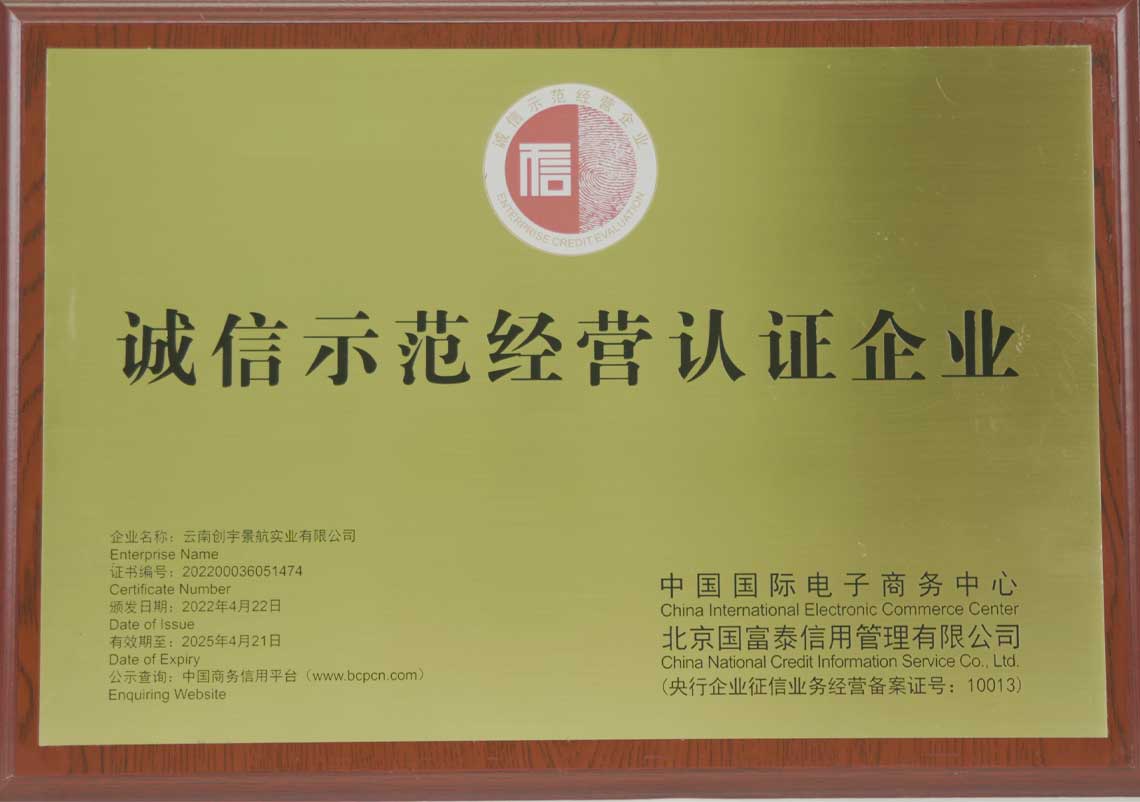 诚信示范经营企业
信
ENTERPRISE CREDIT EVALUATION
诚信示范经营认证企业
企业名称：云南创宇景航实业有限公司
Enterprise Name
证书编号：202200036051474
Certificate Number
颁发日期：2022年4月22日
Date of Issue
有效期至：2025年4月21日
Date of Expiry
公示查询：中国商务信用平台（www.bcpcn.com）
Enquiring Website
中国国际电子商务中心
China International Electronic Commerce Center
北京国富泰信用管理有限公司
China National Credit Information Service Co., Ltd.
（央行企业征信业务经营备案证号：10013）